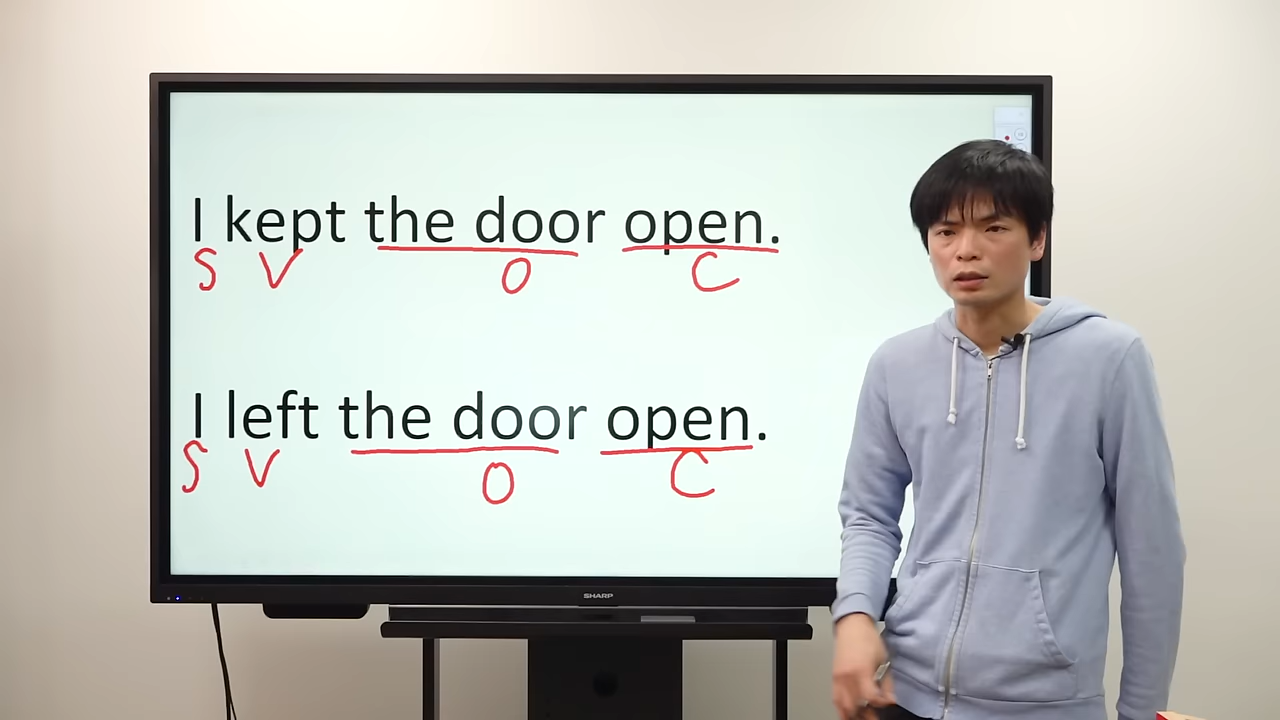 I kept the door open.
S V O C
I left the door open.
S V O C
SHARP